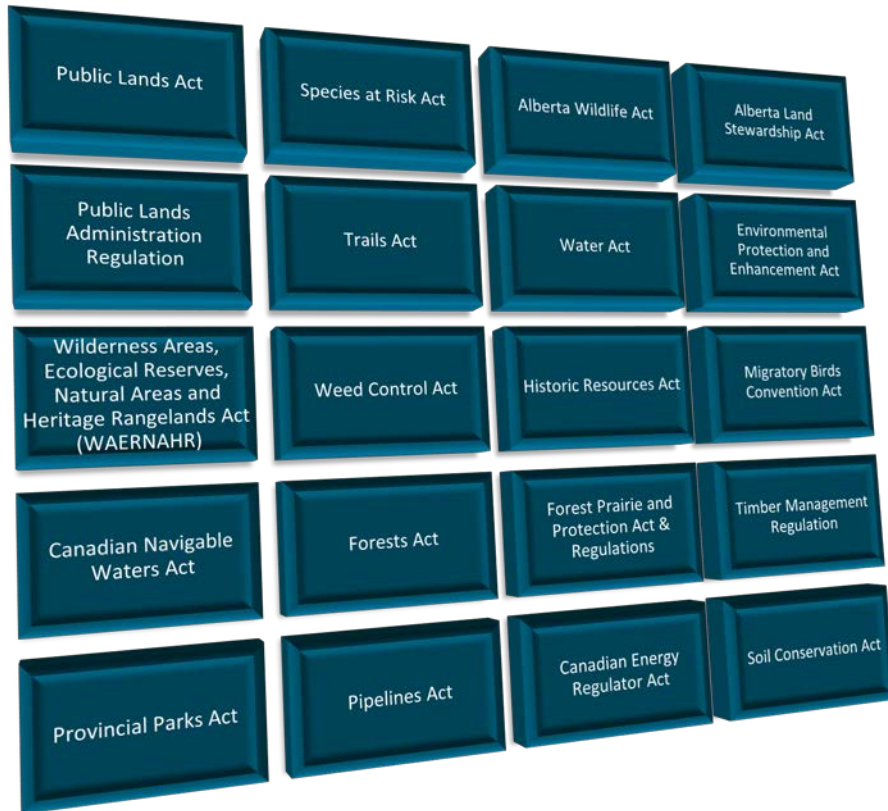 Public Lands Act
Species at Risk Act
Alberta Wildlife Act
Alberta Land
Stewardship Act
Public Lands
Administration
Regulation
Trails Act
Water Act
Environmental
Protection and
Enhancement Act
Wilderness Areas,
Ecological Reserves,
Natural Areas and
Heritage Rangelands Act
(WAERNAHR)
Weed Control Act
Historic Resources Act
Migratory Birds
Convention Act
Canadian Navigable
Waters Act
Forests Act
Forest Prairie and
Protection Act &
Regulations
Timber Management
Regulation
Provincial Parks Act
Pipelines Act
Canadian Energy
Regulator Act
Soil Conservation Act